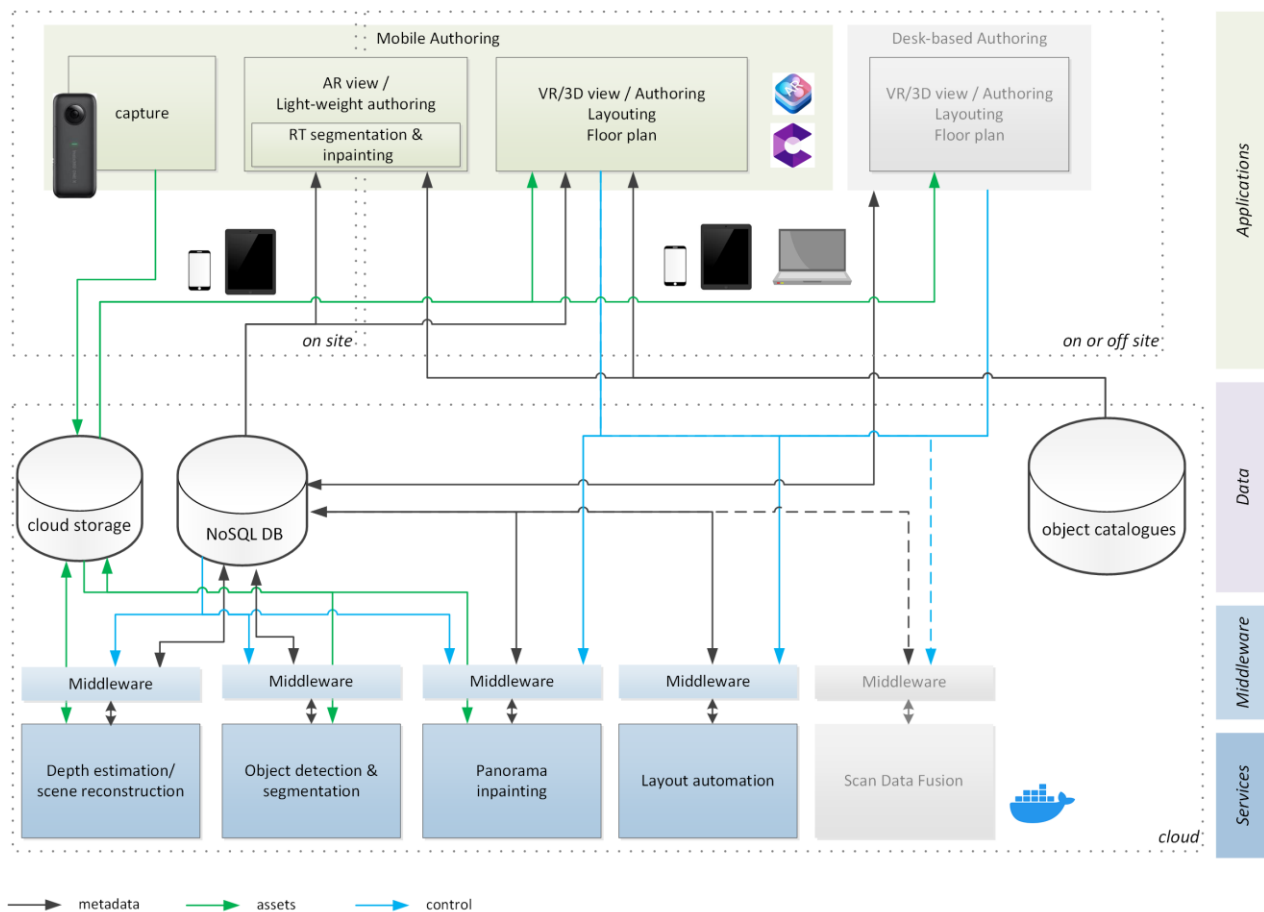 Mobile Authoring
Desk-based Authoring
capture
AR view /
Light-weight authoring
RT segmentation &
inpainting
VR/3D view / Authoring
Layouting
Floor plan
VR/3D view / Authoring
Layouting
Floor plan
Applications
on site
on or off site
cloud storage
NoSQL DB
object catalogues
Data
Middleware
Middleware
Middleware
Middleware
Middleware
Middleware
Depth estimation/
scene reconstruction
Object detection &
segmentation
Panorama
inpainting
Layout automation
Scan Data Fusion
Services
cloud
metadata
assets
control